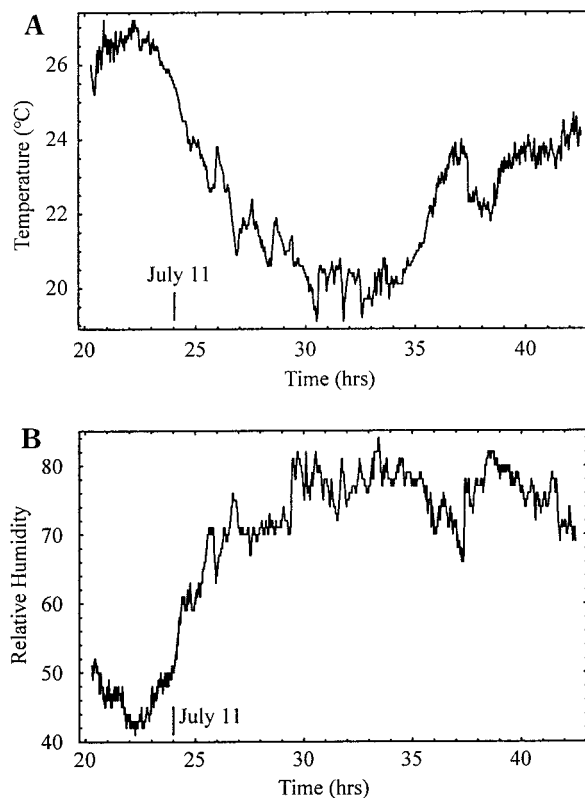 A
26
24
22
20
Temperature (°C)
July 11
20 25 30 35 40
Time (hrs)
B
80
70
60
50
40
Relative Humidity
July 11
20 25 30 35 40
Time (hrs)